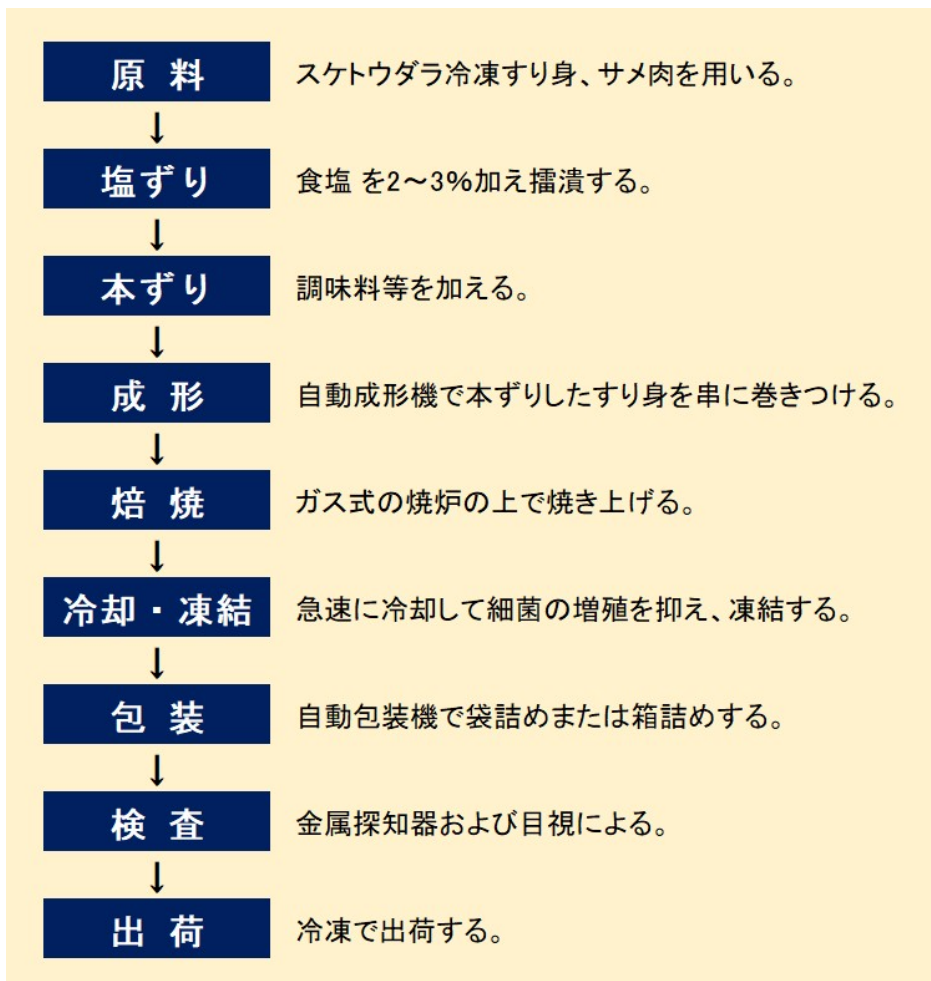 原料 スケトウダラ冷凍すり身、サメ肉を用いる。
↓
塩ずり 食塩 を2～3%加え擂潰する。
↓
本ずり 調味料等を加える。
↓
成形 自動成形機で本ずりしたすり身を串に巻きつける。
↓
焙焼 ガス式の焼炉の上で焼き上げる。
↓
冷却・凍結 急速に冷却して細菌の増殖を抑え、凍結する。
↓
包装 自動包装機で袋詰めまたは箱詰めする。
↓
検査 金属探知器および目視による。
↓
出荷 冷凍で出荷する。